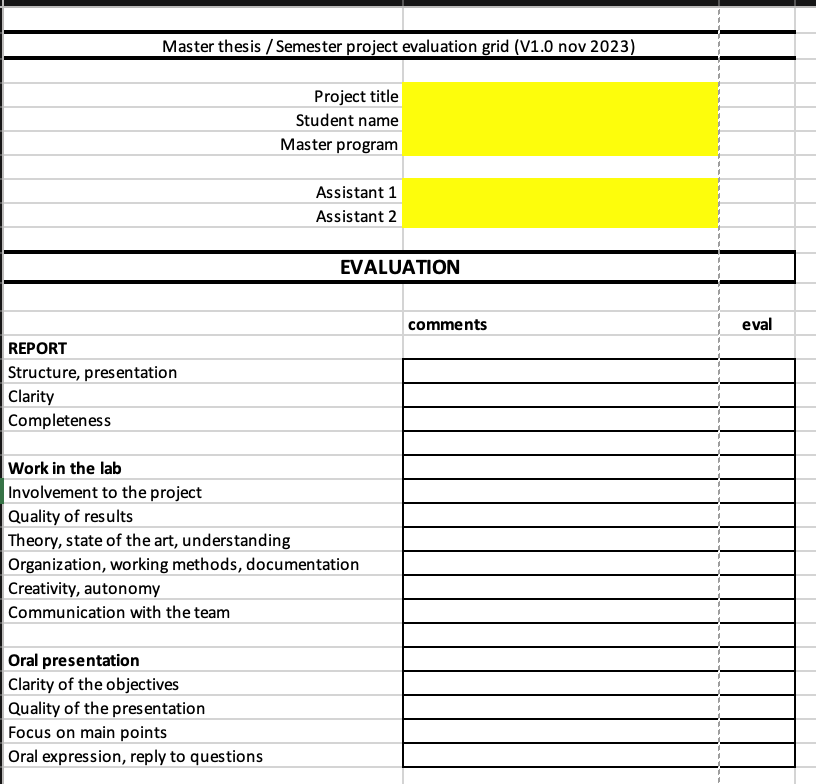 Master thesis / Semester project evaluation grid (V1.0 nov 2023)
Project title
Student name
Master program
Assistant 1
Assistant 2
EVALUATION
comments eval
REPORT
Structure, presentation
Clarity
Completeness
Work in the lab
Involvement to the project
Quality of results
Theory, state of the art, understanding
Organization, working methods, documentation
Creativity, autonomy
Communication with the team
Oral presentation
Clarity of the objectives
Quality of the presentation
Focus on main points
Oral expression, reply to questions